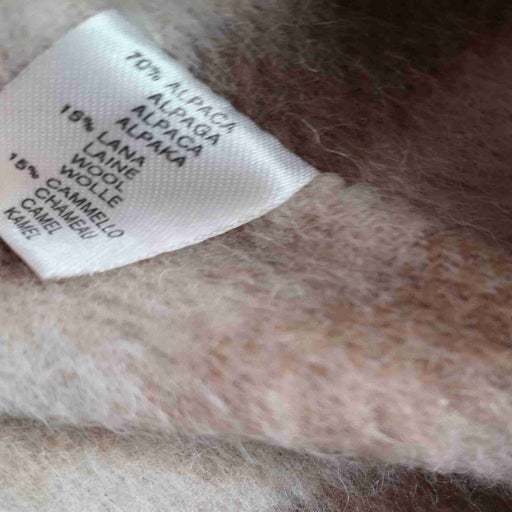 70% ALPACA
ALPAGA
ALPACA
ALPAKA
15% LANA
LAINE
WOOL
WOLLE
15% CAMMELLO
CHAMEAU
CAMEL
KAMEL